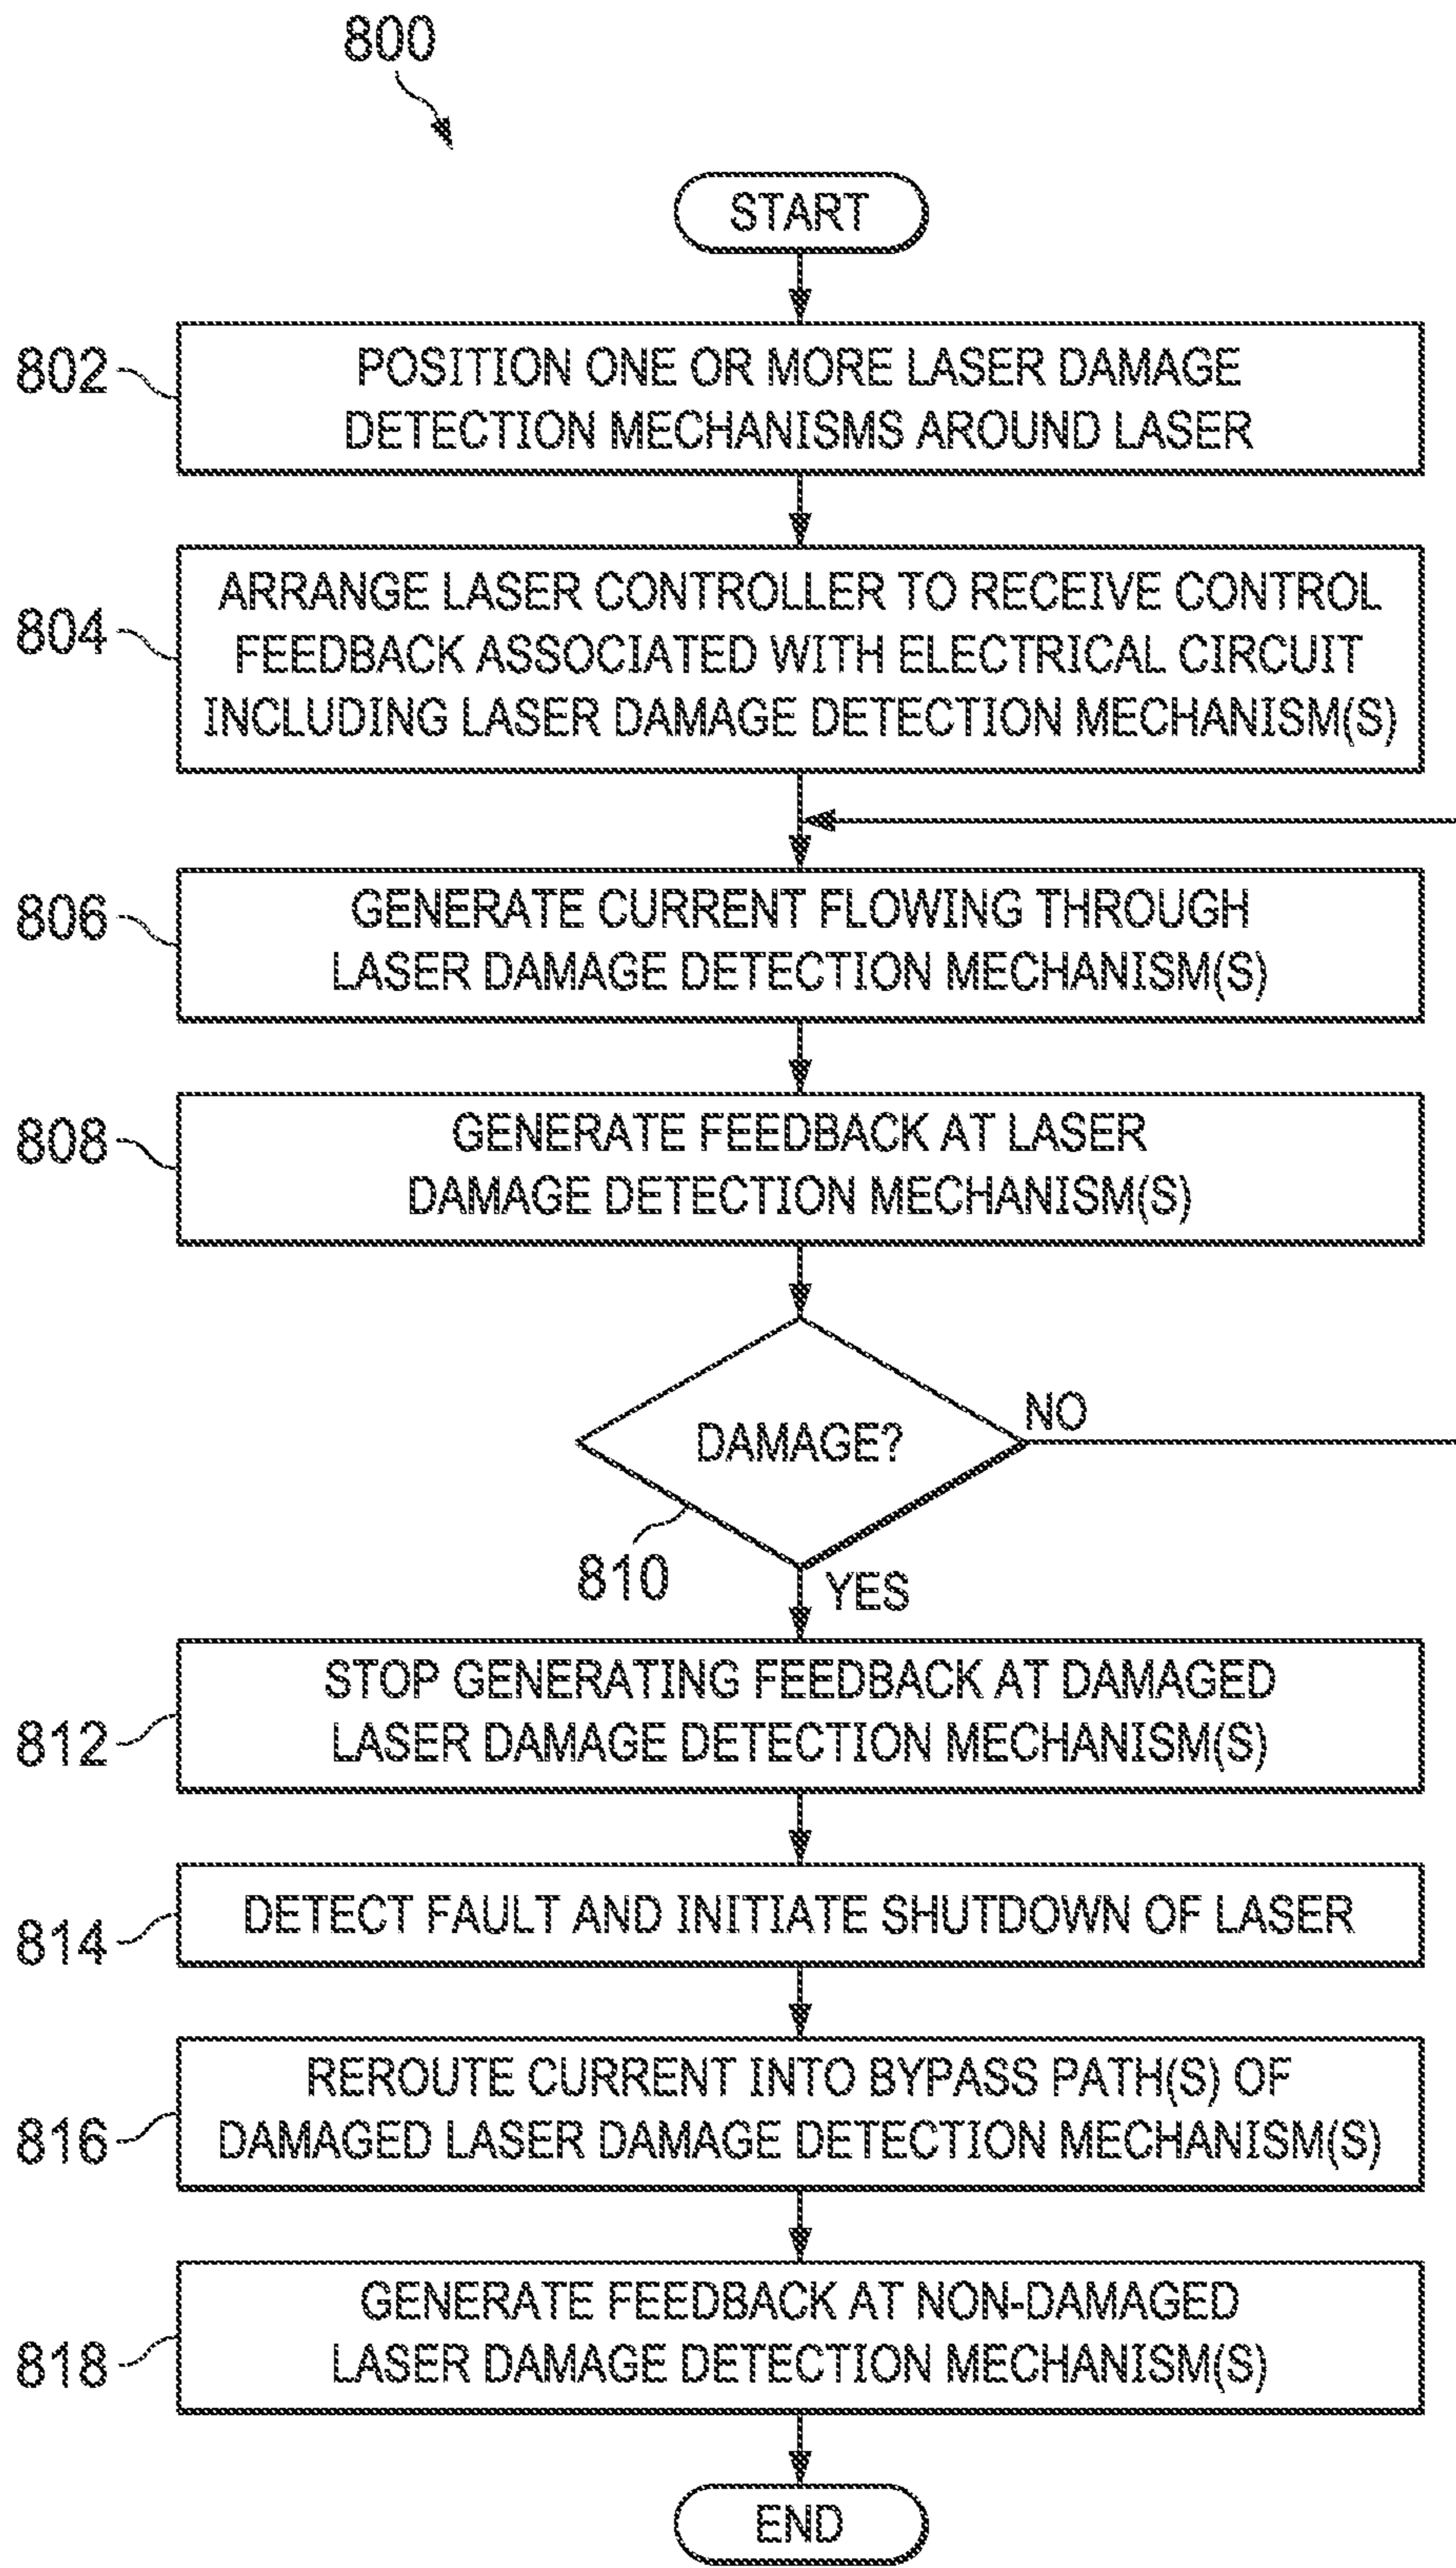 800
START
802
POSITION ONE OR MORE LASER DAMAGE
DETECTION MECHANISMS AROUND LASER
804
ARRANGE LASER CONTROLLER TO RECEIVE CONTROL
FEEDBACK ASSOCIATED WITH ELECTRICAL CIRCUIT
INCLUDING LASER DAMAGE DETECTION MECHANISM(S)
806
GENERATE CURRENT FLOWING THROUGH
LASER DAMAGE DETECTION MECHANISM(S)
808
GENERATE FEEDBACK AT LASER
DAMAGE DETECTION MECHANISM(S)
DAMAGE?
NO
810
YES
812
STOP GENERATING FEEDBACK AT DAMAGED
LASER DAMAGE DETECTION MECHANISM(S)
814
DETECT FAULT AND INITIATE SHUTDOWN OF LASER
816
REROUTE CURRENT INTO BYPASS PATH(S) OF
DAMAGED LASER DAMAGE DETECTION MECHANISM(S)
818
GENERATE FEEDBACK AT NON-DAMAGED
LASER DAMAGE DETECTION MECHANISM(S)
END